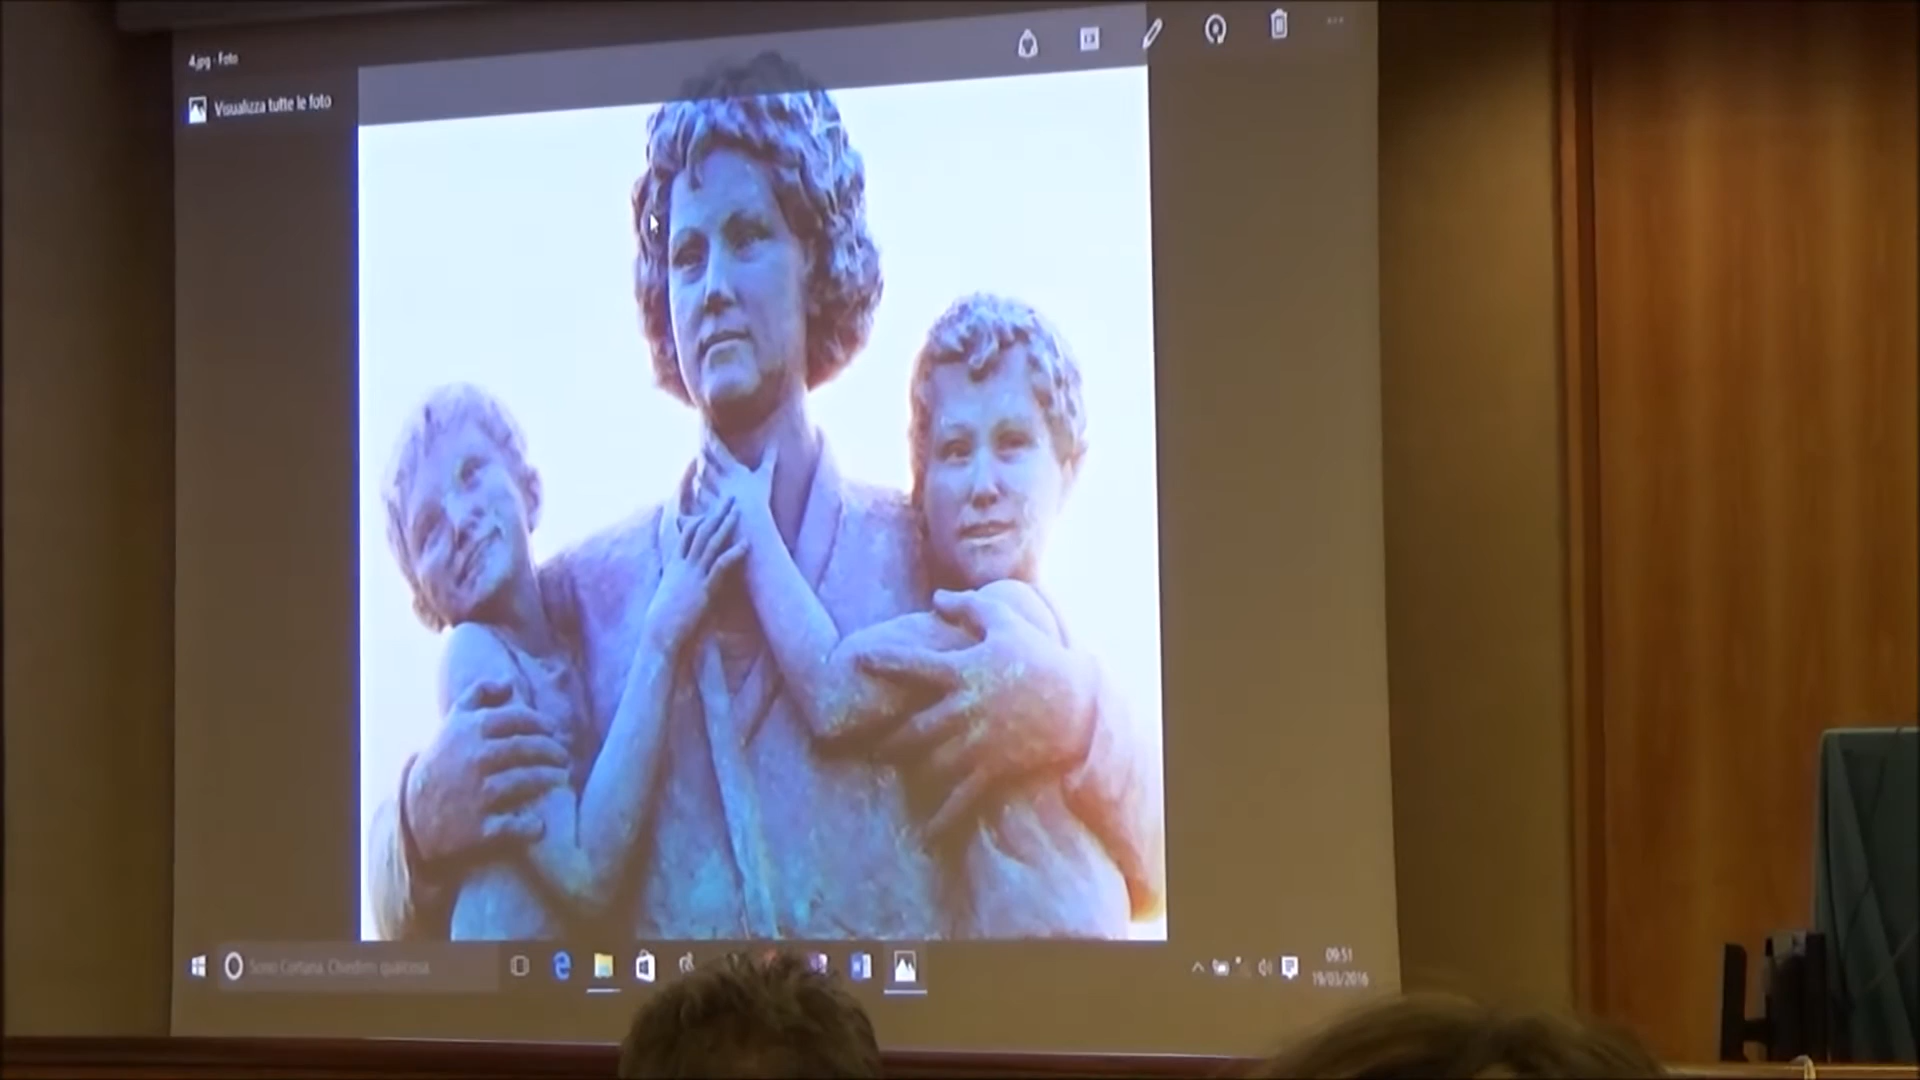 4.jpg - Foto
Visualizza tutte le foto
Sono Cortana. Chiedimi qualcosa.
09:51
19/03/2016